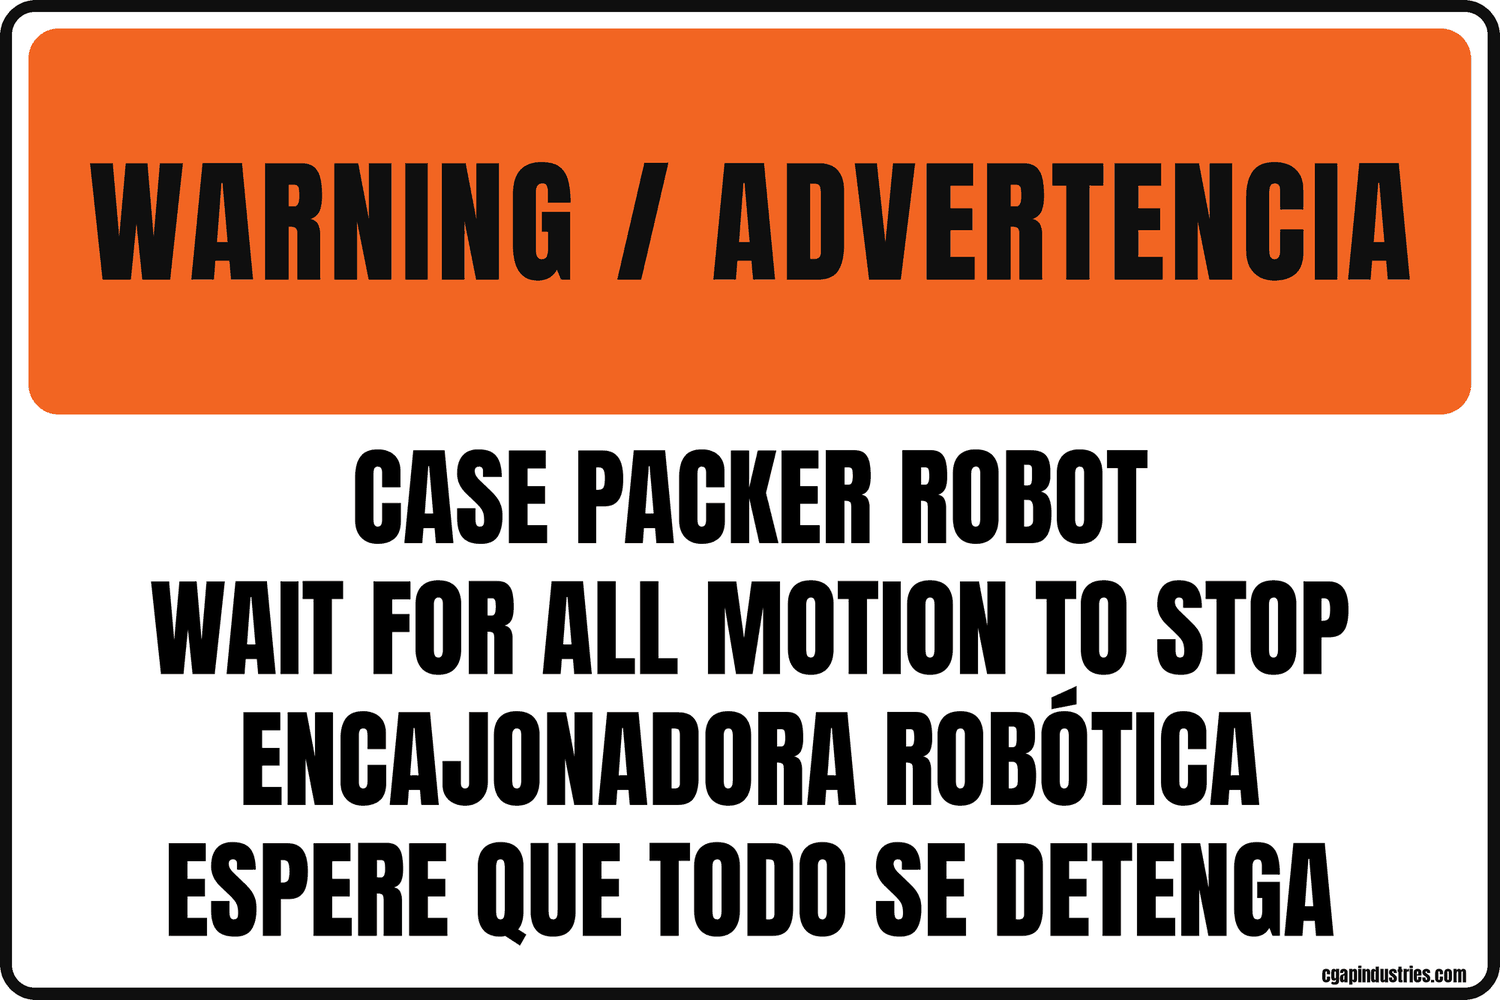 WARNING / ADVERTENCIA
CASE PACKER ROBOT
WAIT FOR ALL MOTION TO STOP
ENCAJONADORA ROBÓTICA
ESPERE QUE TODO SE DETENGA
cgapindustries.com